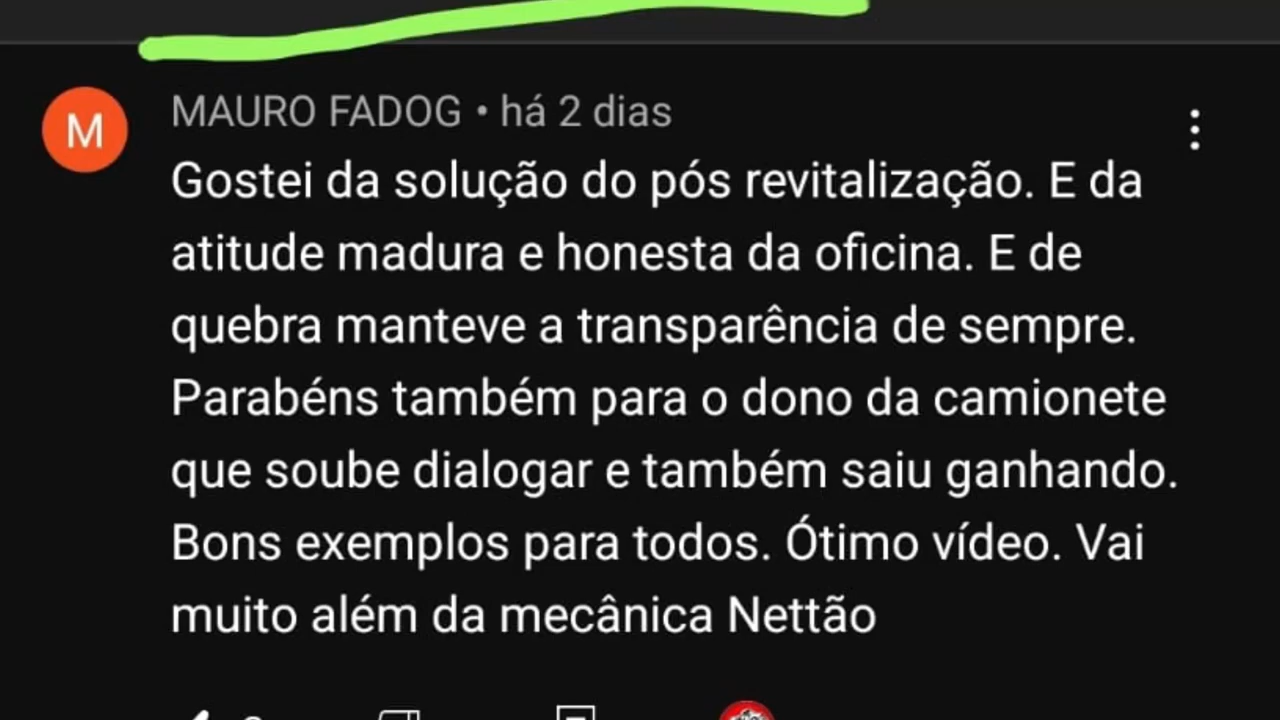 M
MAURO FADOG • há 2 dias
Gostei da solução do pós revitalização. E da
atitude madura e honesta da oficina. E de
quebra manteve a transparência de sempre.
Parabéns também para o dono da camionete
que soube dialogar e também saiu ganhando.
Bons exemplos para todos. Ótimo vídeo. Vai
muito além da mecânica Nettão